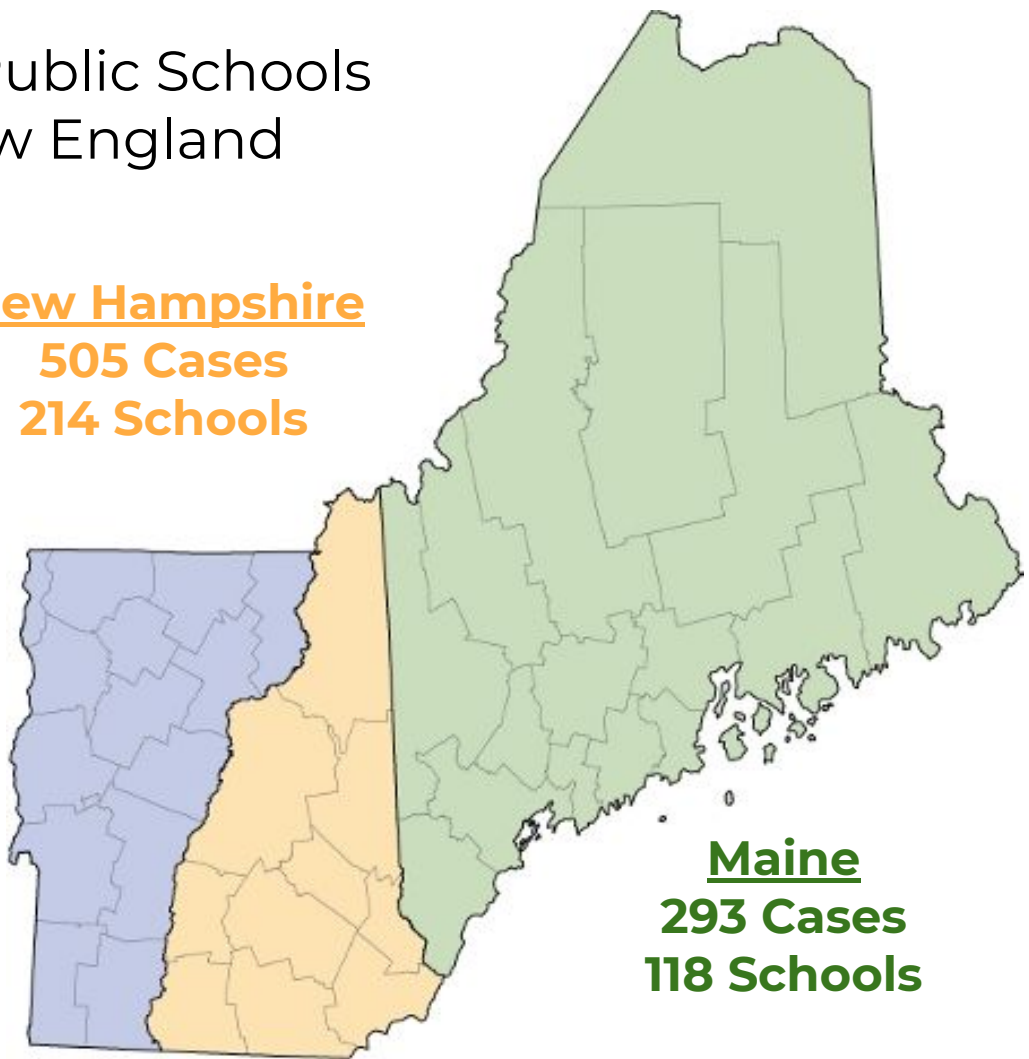 ublic Schools
w England
ew Hampshire
505 Cases
214 Schools
Maine
293 Cases
118 Schools